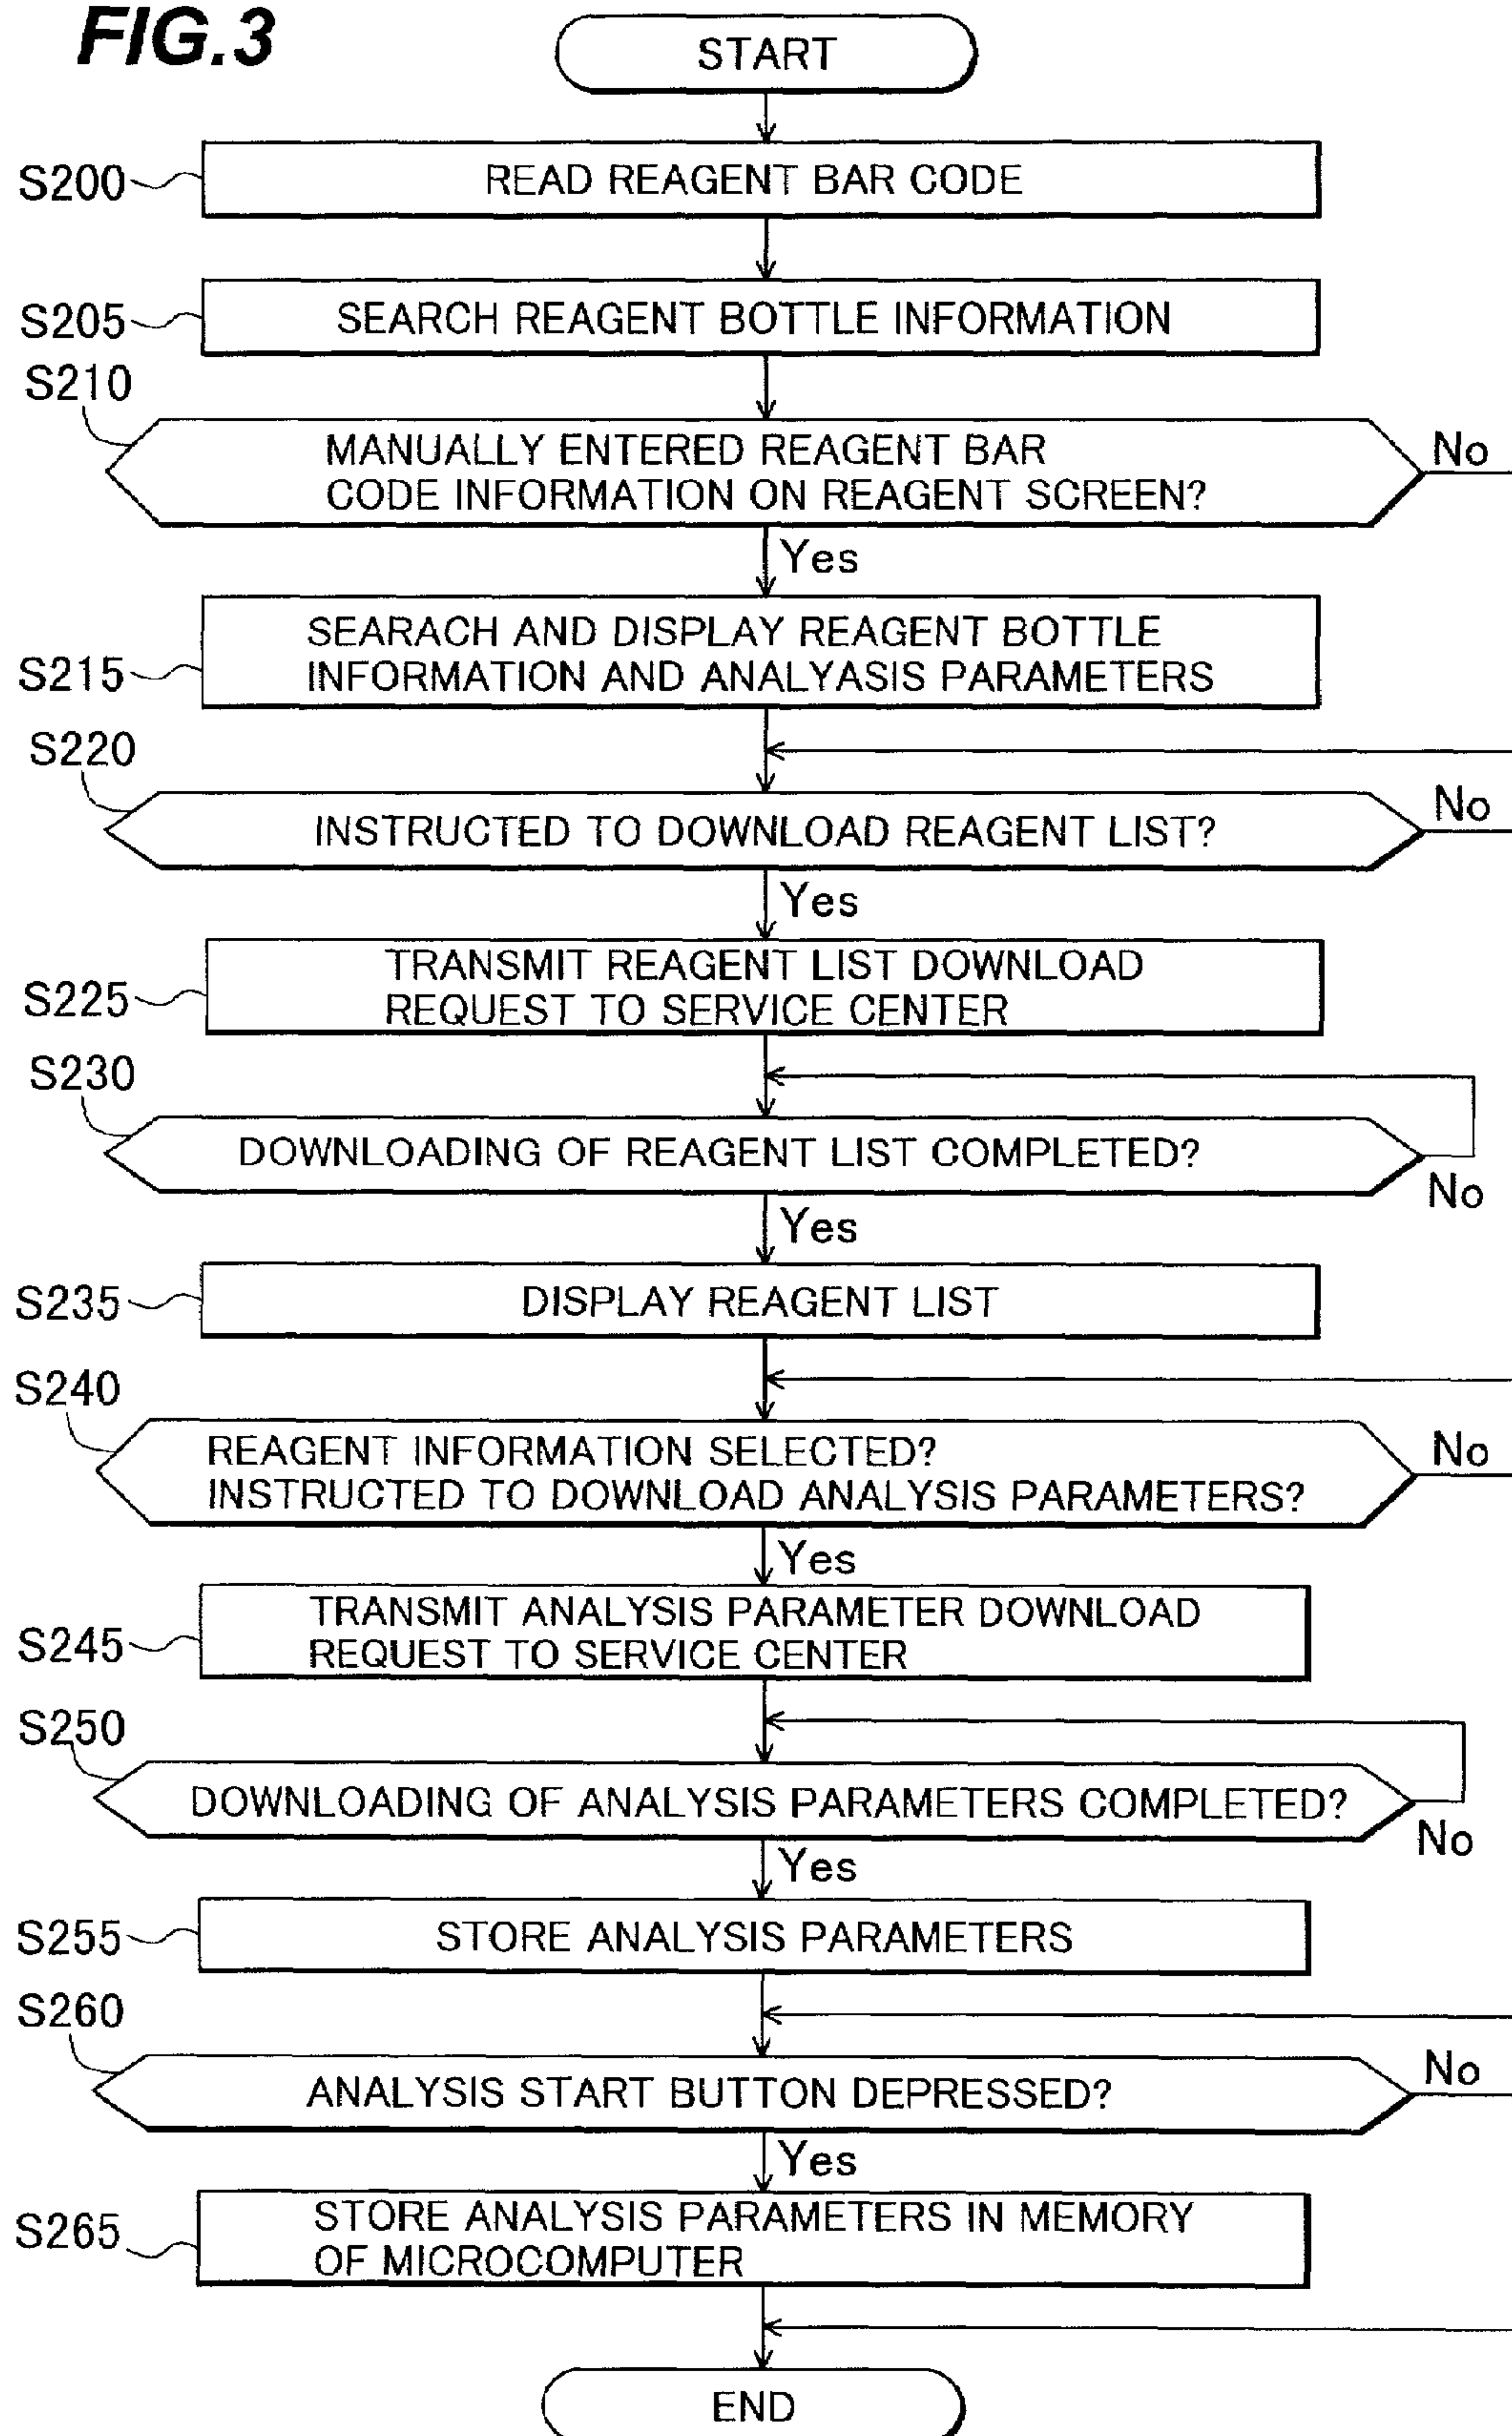 FIG.3
START
S200
READ REAGENT BAR CODE
S205
SEARCH REAGENT BOTTLE INFORMATION
S210
MANUALLY ENTERED REAGENT BAR
CODE INFORMATION ON REAGENT SCREEN?
No
Yes
S215
SEARACH AND DISPLAY REAGENT BOTTLE
INFORMATION AND ANALYASIS PARAMETERS
S220
INSTRUCTED TO DOWNLOAD REAGENT LIST?
No
Yes
S225
TRANSMIT REAGENT LIST DOWNLOAD
REQUEST TO SERVICE CENTER
S230
DOWNLOADING OF REAGENT LIST COMPLETED?
No
Yes
S235
DISPLAY REAGENT LIST
S240
REAGENT INFORMATION SELECTED?
INSTRUCTED TO DOWNLOAD ANALYSIS PARAMETERS?
No
Yes
S245
TRANSMIT ANALYSIS PARAMETER DOWNLOAD
REQUEST TO SERVICE CENTER
S250
DOWNLOADING OF ANALYSIS PARAMETERS COMPLETED?
No
Yes
S255
STORE ANALYSIS PARAMETERS
S260
ANALYSIS START BUTTON DEPRESSED?
No
Yes
S265
STORE ANALYSIS PARAMETERS IN MEMORY
OF MICROCOMPUTER
END